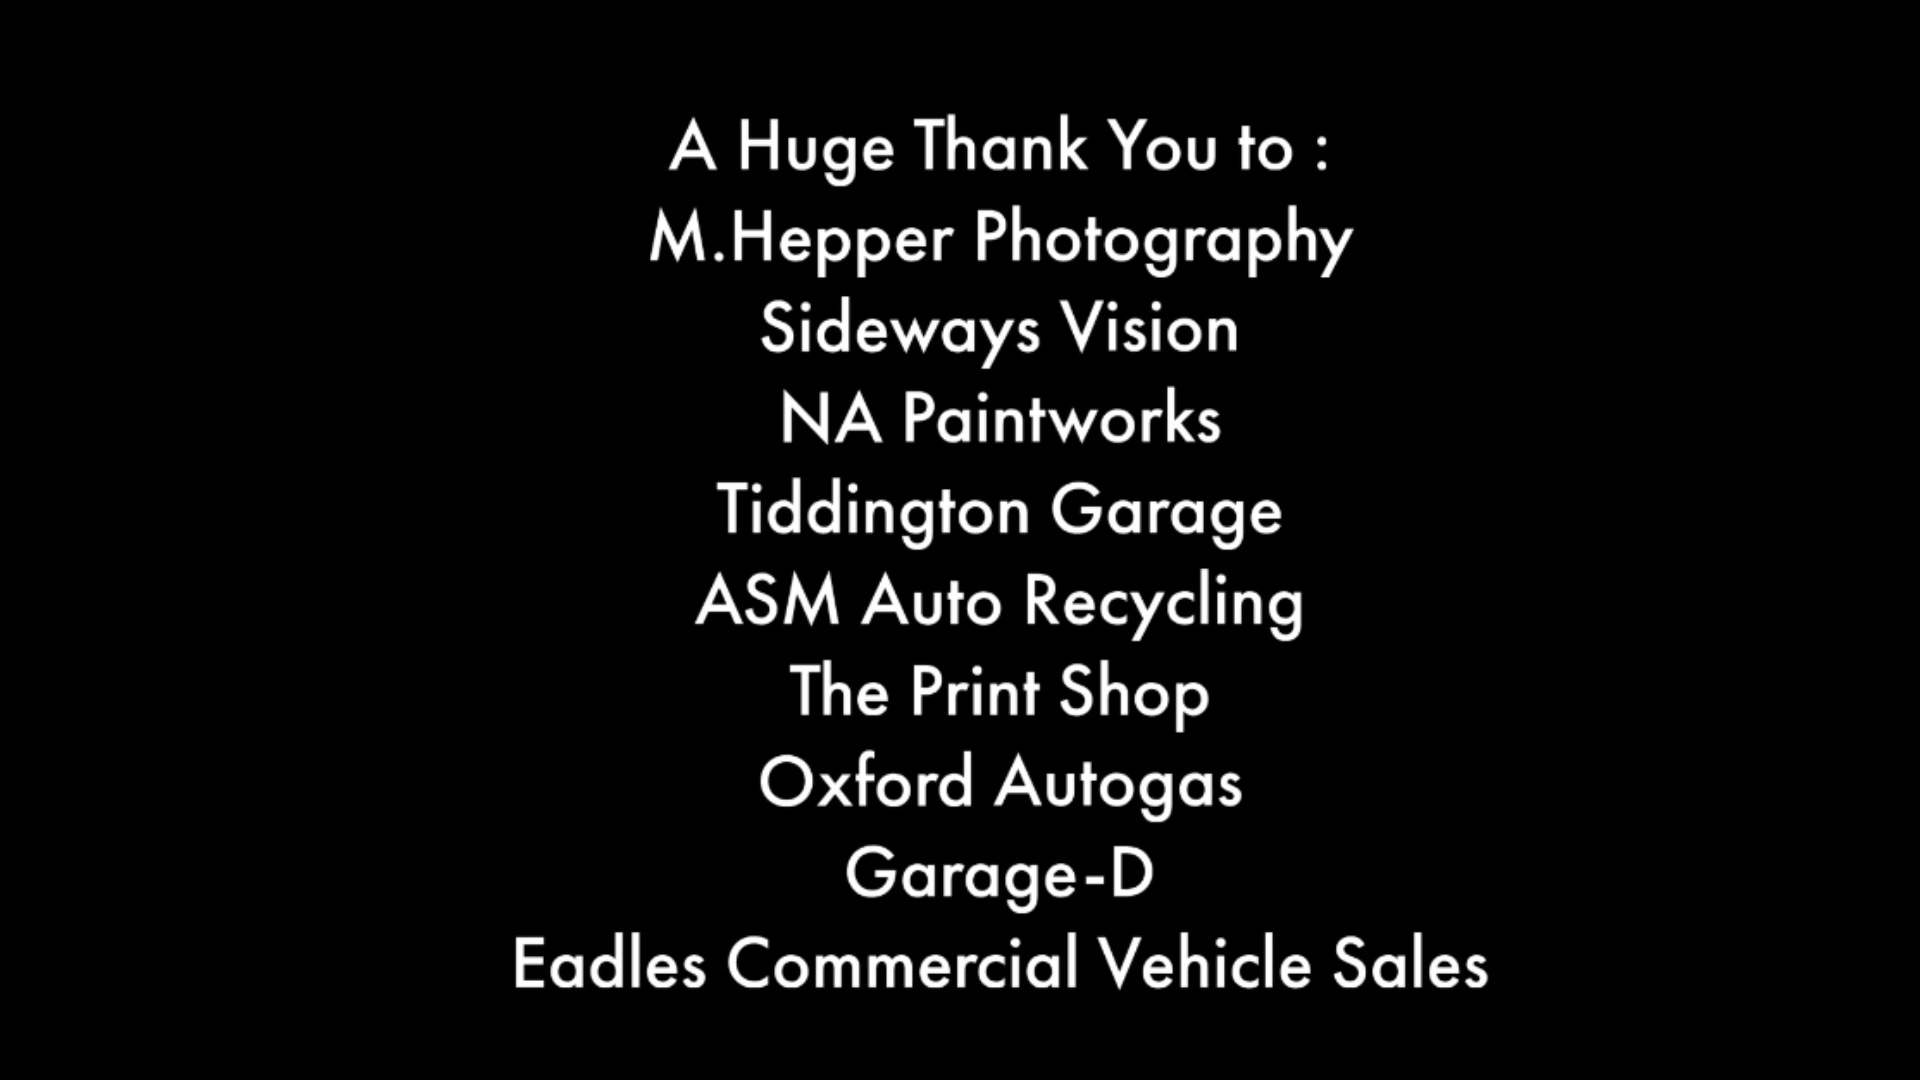 A Huge Thank You to :
M.Hepper Photography
Sideways Vision
NA Paintworks
Tiddington Garage
ASM Auto Recycling
The Print Shop
Oxford Autogas
Garage-D
Eadles Commercial Vehicle Sales